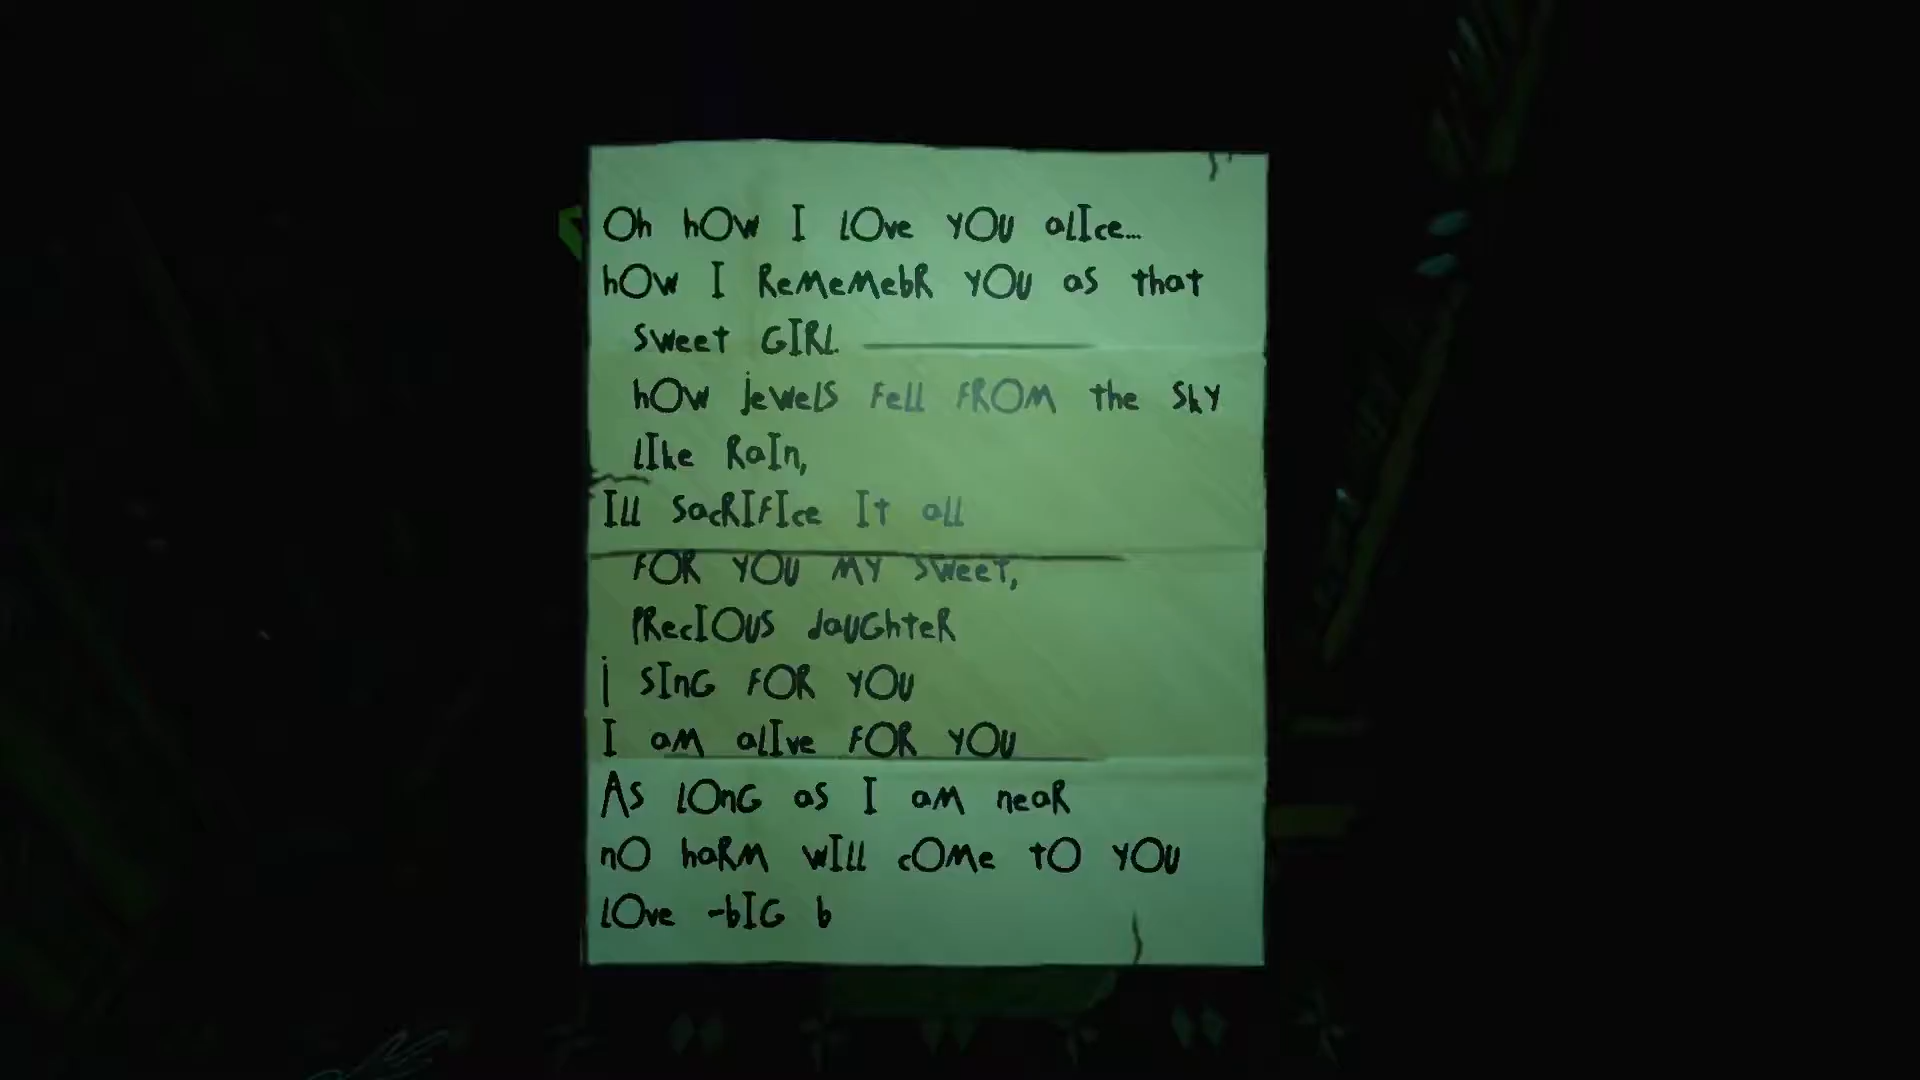 Oh hOw I LOve YOU alIce...
hOw I ReMeMebR YOU as that
sweet GIRL
hOw jewels fell FROM the sky
LIke RaIn,
Ill sacRIfIce It all
FOR YOU MY sweet,
PRecIOUs daUGhteR
j sInG FOR YOU
I aM alIve FOR YOU
As LOnG as I aM neaR
nO haRM wIll cOMe tO YOU
LOve -bIG b